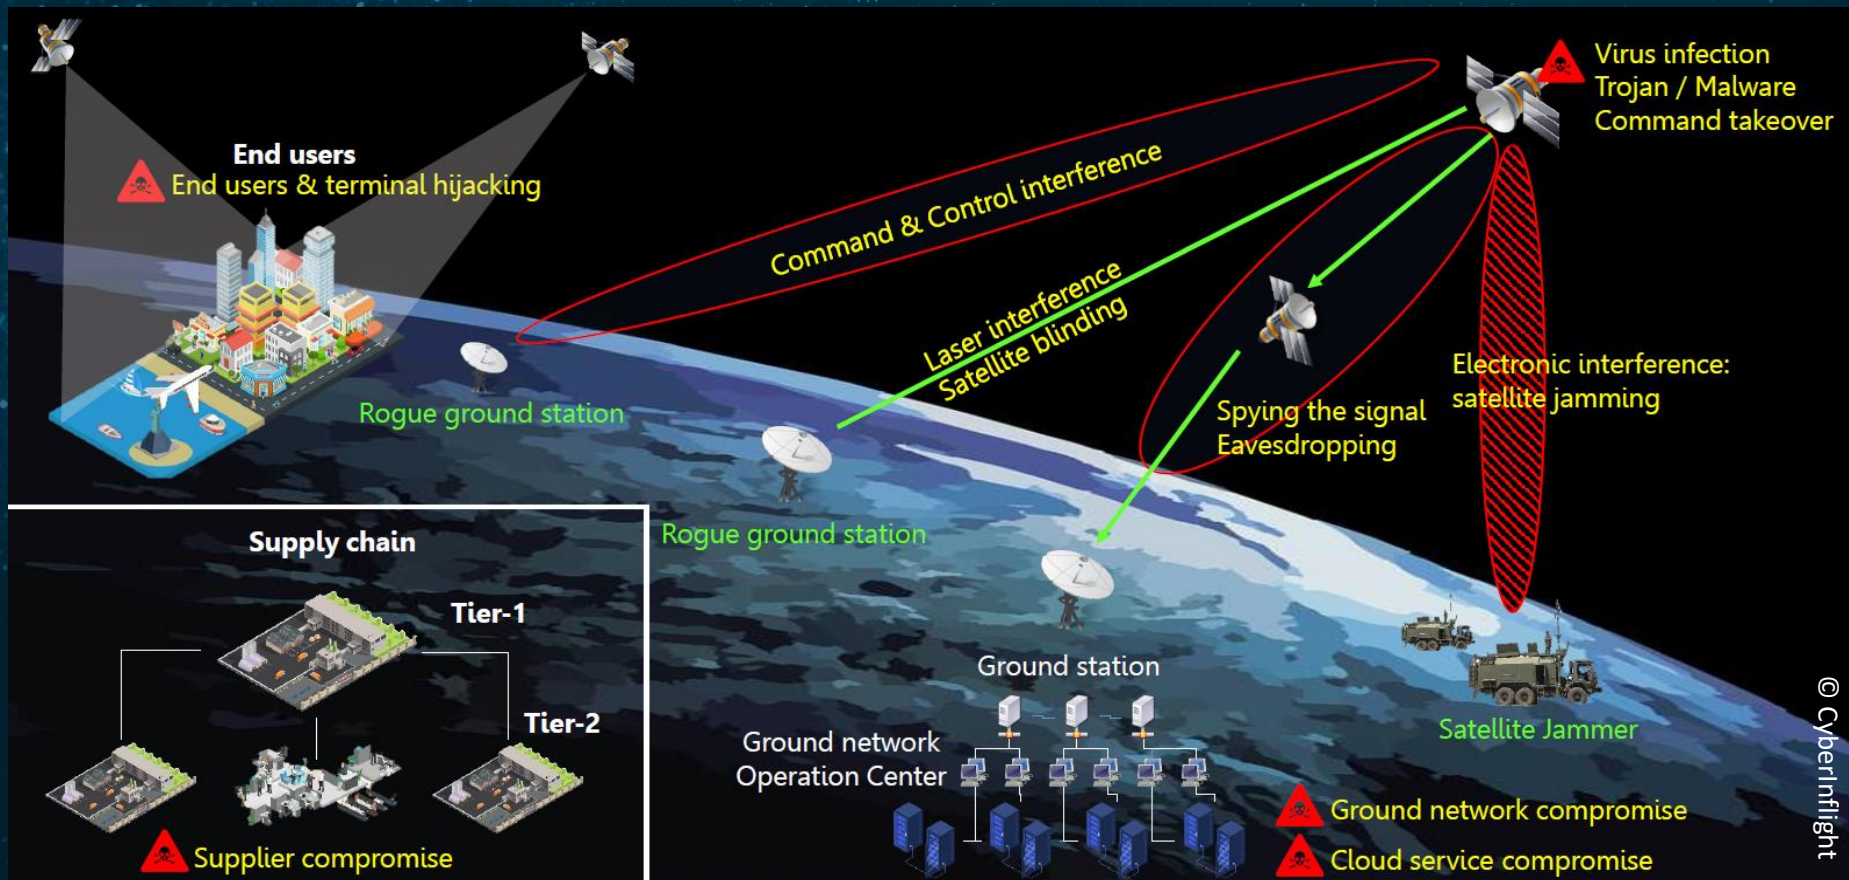 Virus infection
Trojan / Malware
Command takeover
End users
End users & terminal hijacking
Command & Control interference
Laser interference
Satellite blinding
Electronic interference:
satellite jamming
Spying the signal
Eavesdropping
Rogue ground station
Rogue ground station
Supply chain
Tier-1
Tier-2
Supplier compromise
Ground station
Ground network
Operation Center
Satellite Jammer
Ground network compromise
Cloud service compromise
© CyberInflight